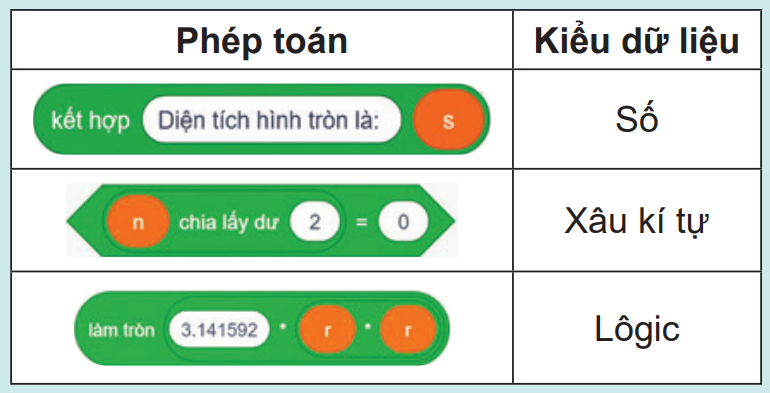 Phép toán Kiểu dữ liệu
kết hợp Diện tích hình tròn là: s Số
n chia lấy dư 2 = 0 Xâu kí tự
làm tròn 3.141592 * r * r Lôgic